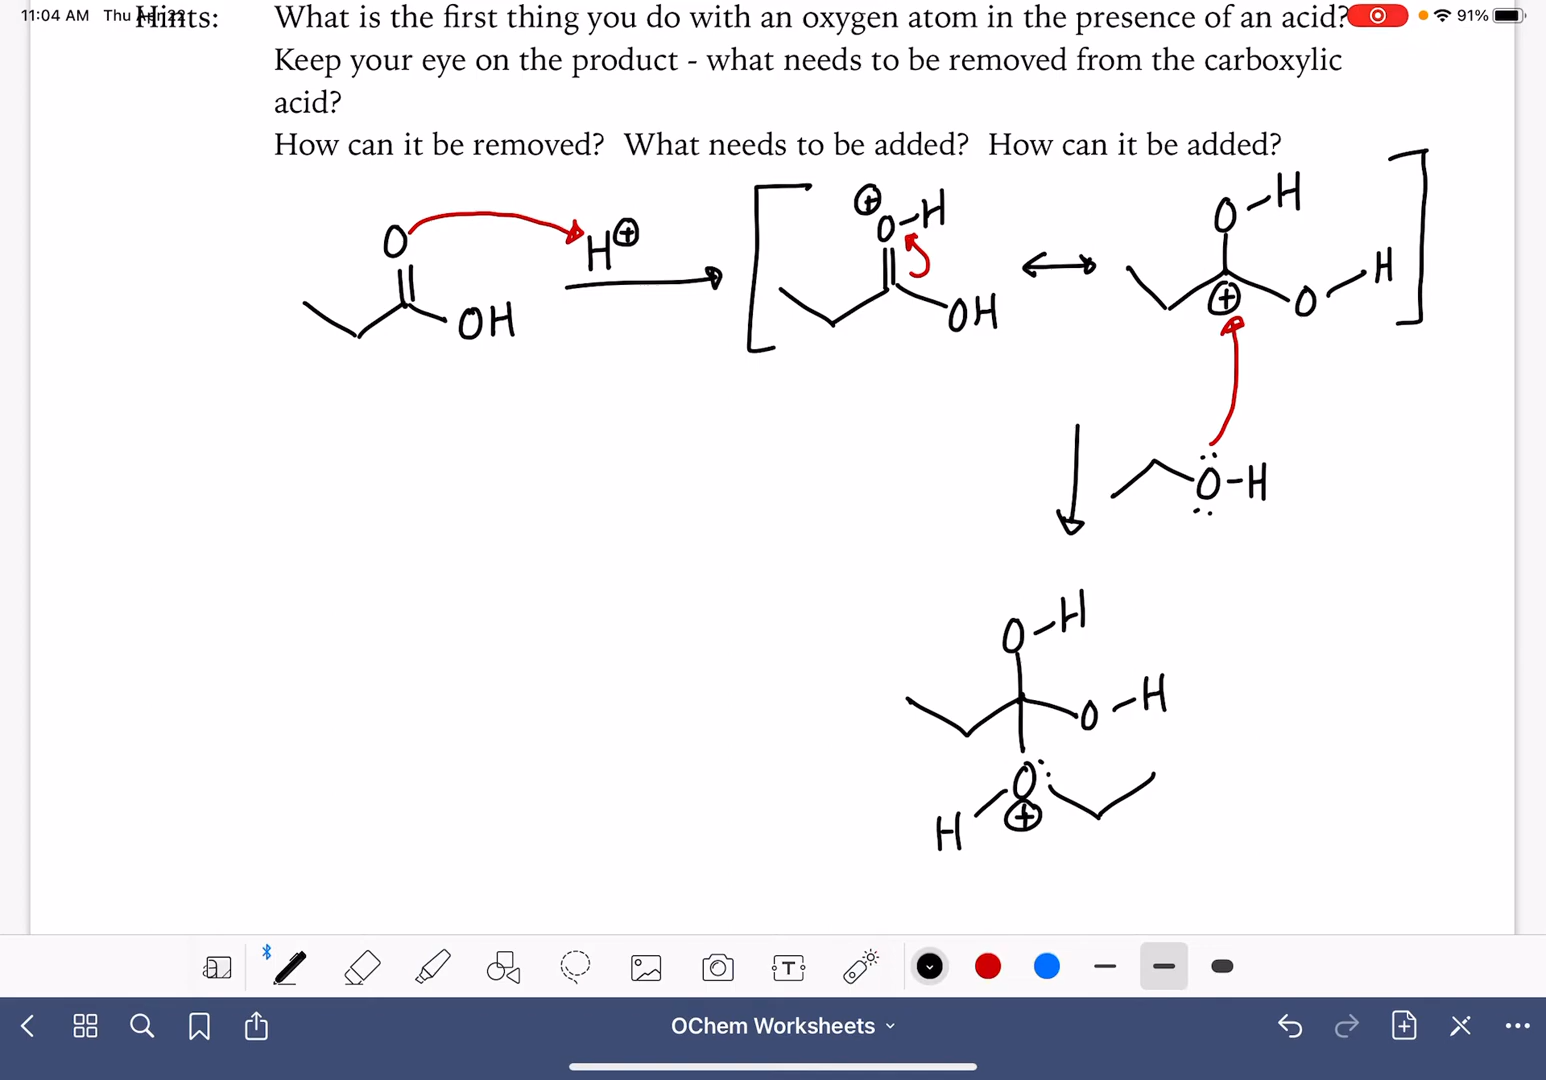 11:04 AM Thu Apr 22
91%
Hints: What is the first thing you do with an oxygen atom in the presence of an acid?
Keep your eye on the product - what needs to be removed from the carboxylic
acid?
How can it be removed? What needs to be added? How can it be added?
O H⊕
OH
⊕
O-H
OH
O-H
⊕ O-H
O-H
O-H
O-H
O
H ⊕
T
OChem Worksheets